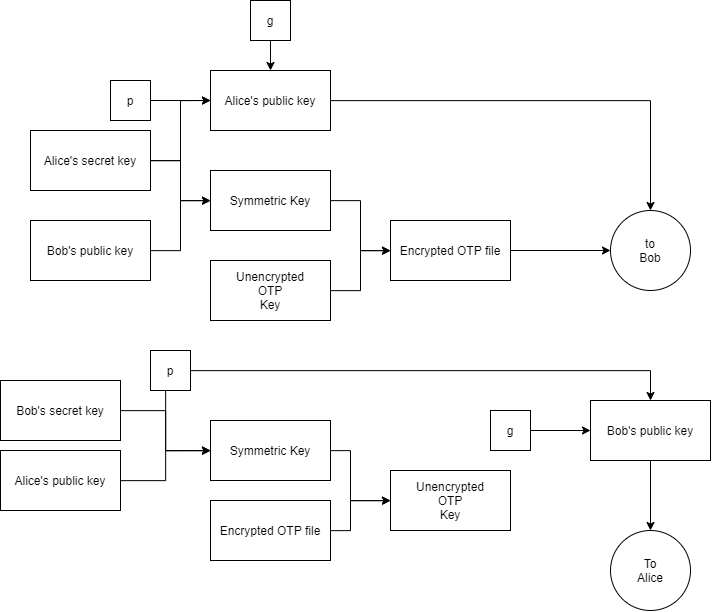 g
p
Alice's public key
Alice's secret key
Symmetric Key
Bob's public key
Encrypted OTP file
to
Bob
Unencrypted
OTP
Key
p
Bob's secret key
g
Bob's public key
Symmetric Key
Alice's public key
Unencrypted
OTP
Key
Encrypted OTP file
To
Alice